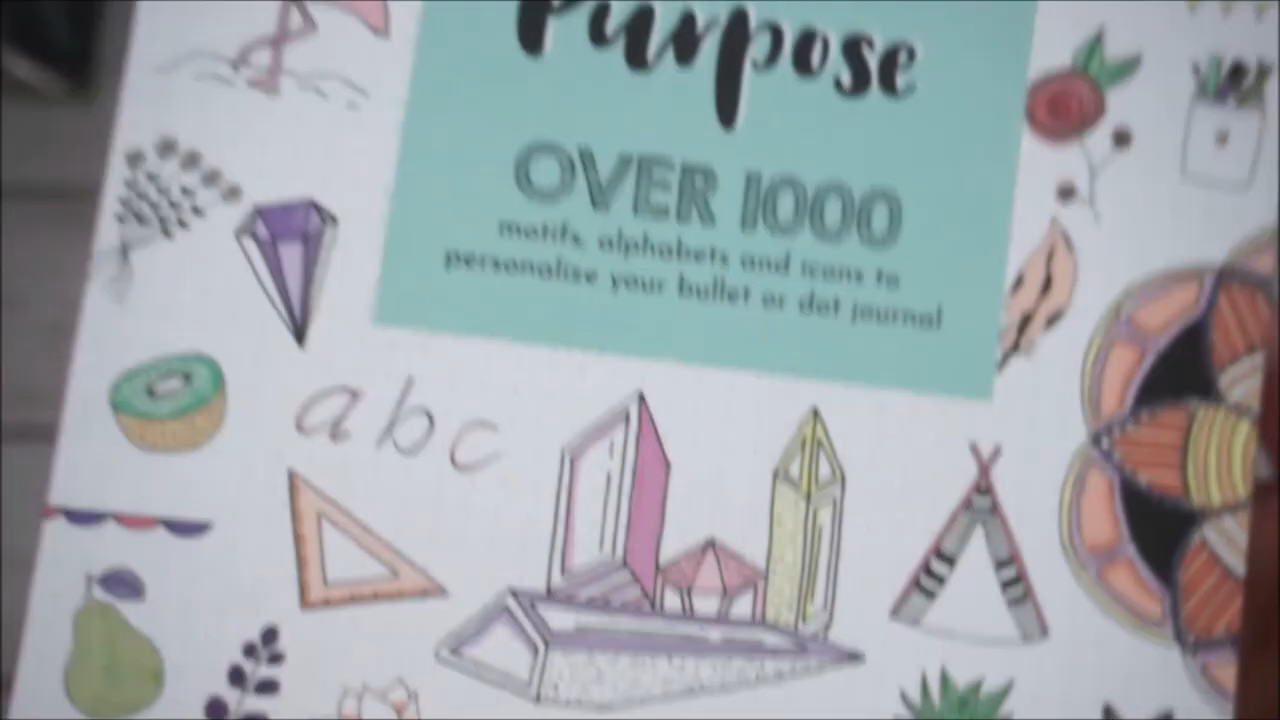 Purpose
OVER 1000
motifs, alphabets and icons to
personalise your bullet or dot journal
abc